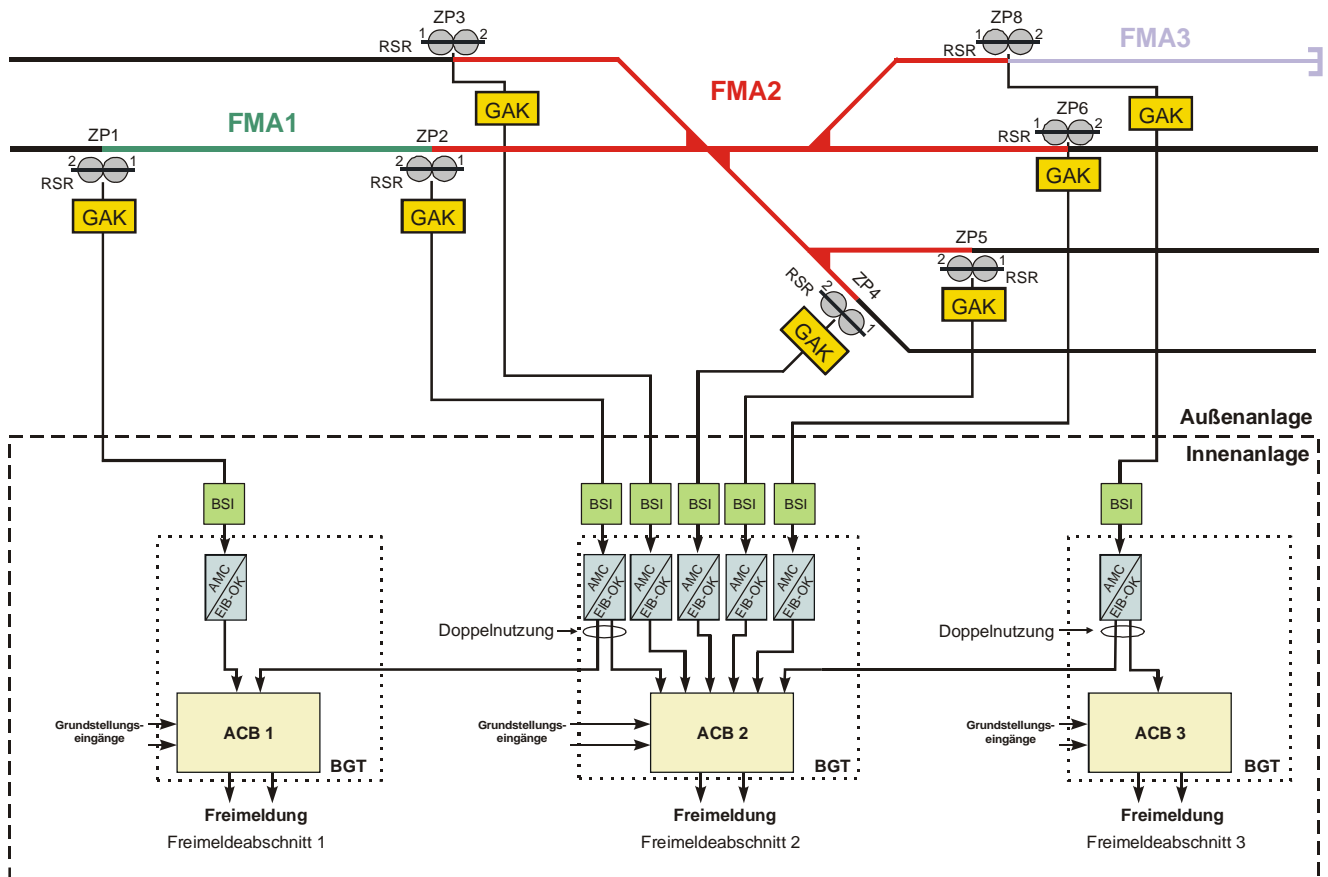 ZP3
1 2
RSR
ZP8
1 2
RSR
FMA3
GAK
FMA2
GAK
FMA1
ZP1
2 1
RSR
GAK
ZP2
2 1
RSR
GAK
ZP6
1 2
RSR
GAK
ZP5
2 1
RSR
GAK
ZP4
RSR
2
1
GAK
Außenanlage
Innenanlage
BSI
BSI
BSI
BSI
BSI
BSI
BSI
AMC
EIB-OK
AMC
EIB-OK
AMC
EIB-OK
AMC
EIB-OK
AMC
EIB-OK
AMC
EIB-OK
AMC
EIB-OK
Doppelnutzung
Doppelnutzung
Grundstellungs-
eingänge
ACB 1
BGT
Grundstellungs-
eingänge
ACB 2
BGT
Grundstellungs-
eingänge
ACB 3
BGT
Freimeldung
Freimeldeabschnitt 1
Freimeldung
Freimeldeabschnitt 2
Freimeldung
Freimeldeabschnitt 3